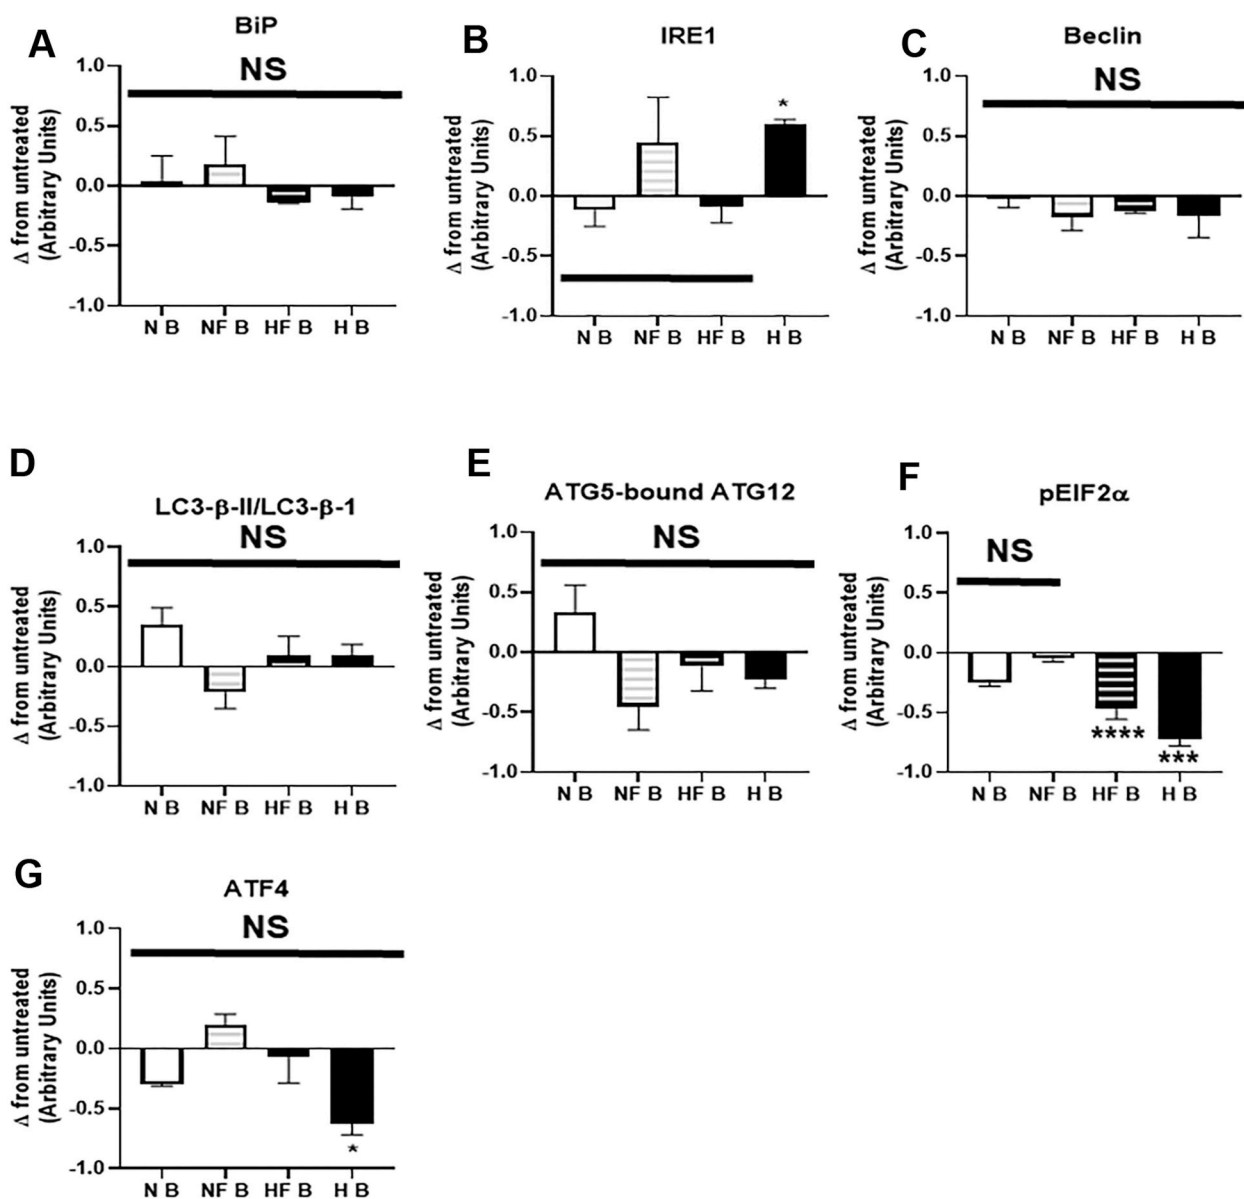 A
BiP
NS
Δ from untreated
(Arbitrary Units)
1.0
0.5
0.0
-0.5
-1.0
N B NF B HF B H B
B
IRE1
*
Δ from untreated
(Arbitrary Units)
1.0
0.5
0.0
-0.5
-1.0
N B NF B HF B H B
C
Beclin
NS
Δ from untreated
(Arbitrary Units)
1.0
0.5
0.0
-0.5
-1.0
N B NF B HF B H B
D
LC3-β-II/LC3-β-1
NS
Δ from untreated
(Arbitrary Units)
1.0
0.5
0.0
-0.5
-1.0
N B NF B HF B H B
E
ATG5-bound ATG12
NS
Δ from untreated
(Arbitrary Units)
1.0
0.5
0.0
-0.5
-1.0
N B NF B HF B H B
F
pEIF2α
NS
Δ from untreated
(Arbitrary Units)
1.0
0.5
0.0
-0.5
-1.0
****
***
N B NF B HF B H B
G
ATF4
NS
Δ from untreated
(Arbitrary Units)
1.0
0.5
0.0
-0.5
-1.0
*
N B NF B HF B H B